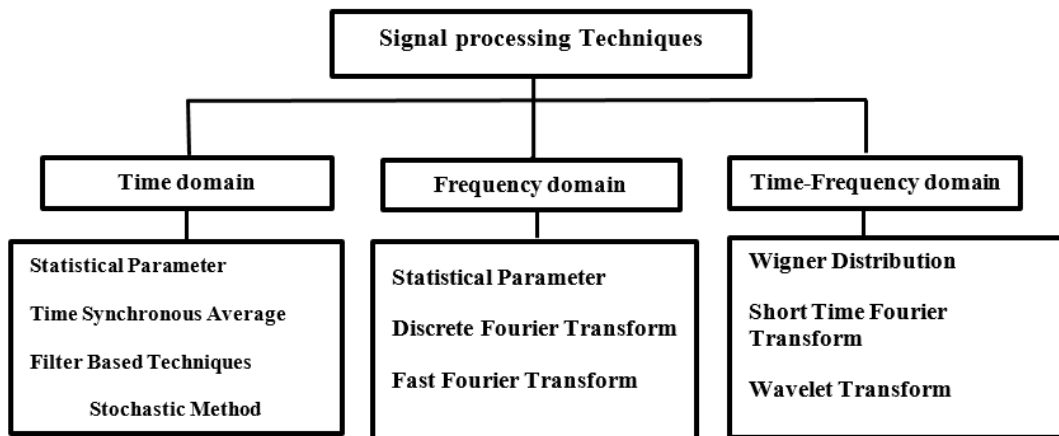 Signal processing Techniques
Time domain
Frequency domain
Time-Frequency domain
Statistical Parameter
Time Synchronous Average
Filter Based Techniques
Stochastic Method
Statistical Parameter
Discrete Fourier Transform
Fast Fourier Transform
Wigner Distribution
Short Time Fourier
Transform
Wavelet Transform